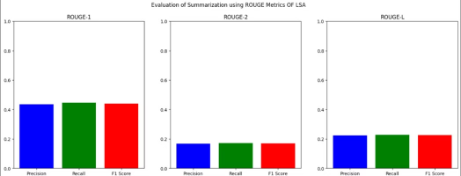 Evaluation of Summarization using ROUGE Metrics OF LSA
ROUGE-1
1.0
0.8
0.6
0.4
0.2
0.0
Precision Recall F1 Score
ROUGE-2
1.0
0.8
0.6
0.4
0.2
0.0
Precision Recall F1 Score
ROUGE-L
1.0
0.8
0.6
0.4
0.2
0.0
Precision Recall F1 Score